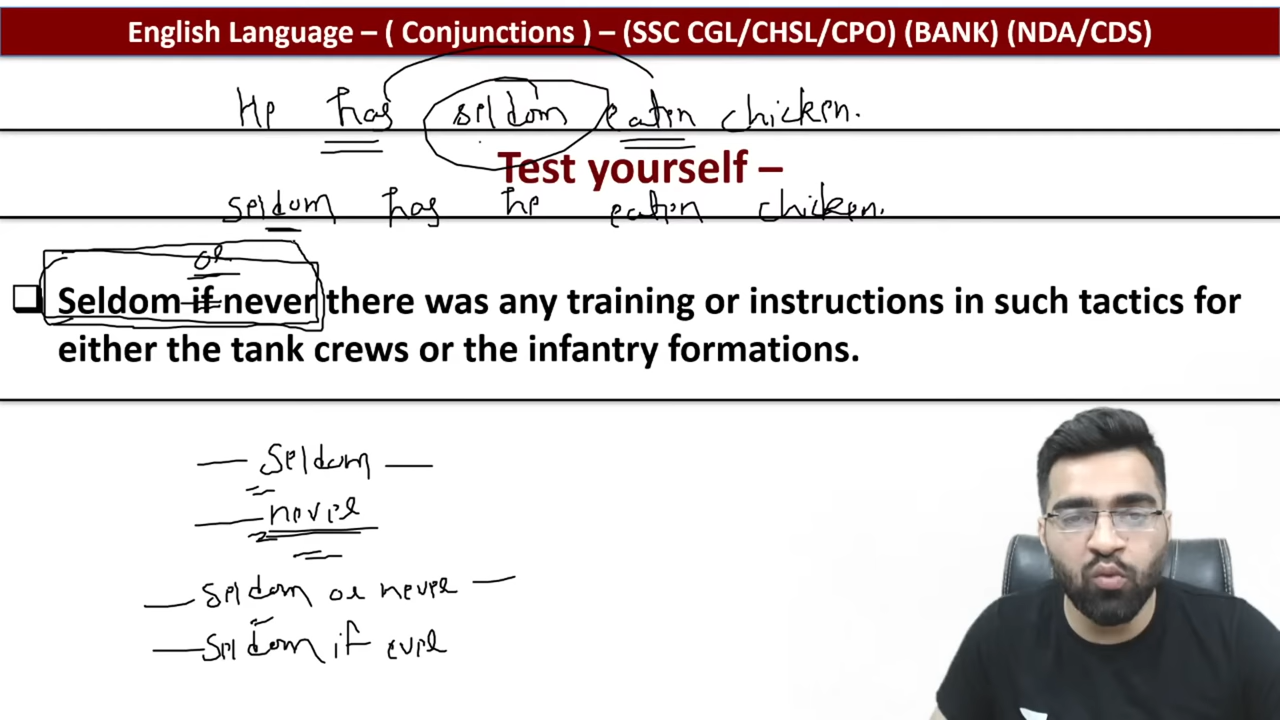 English Language – ( Conjunctions ) – (SSC CGL/CHSL/CPO) (BANK) (NDA/CDS)
He has seldom eaten chicken.
Test yourself –
seldom has he eaten chicken.
or
Seldom if never there was any training or instructions in such tactics for
either the tank crews or the infantry formations.
— Seldom —
— never
— Seldom or never —
— Seldom if ever